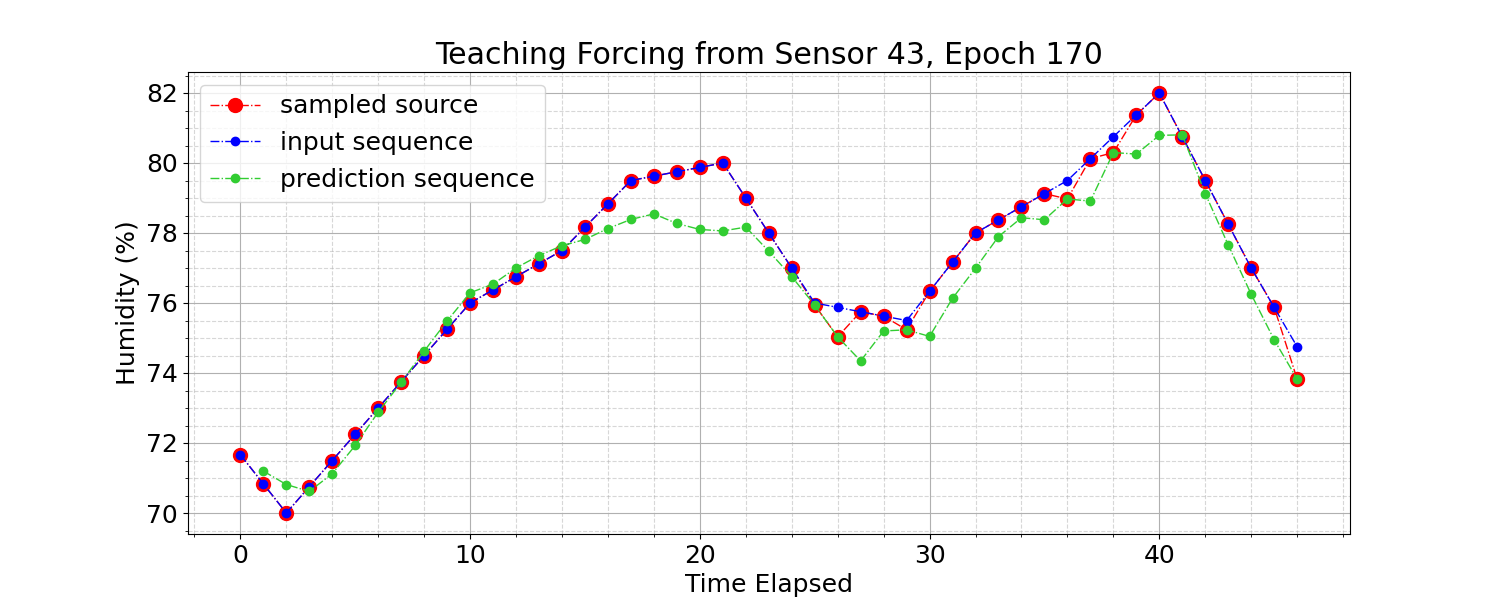 Teaching Forcing from Sensor 43, Epoch 170
sampled source
input sequence
prediction sequence
Humidity (%)
82
80
78
76
74
72
70
0 10 20 30 40
Time Elapsed